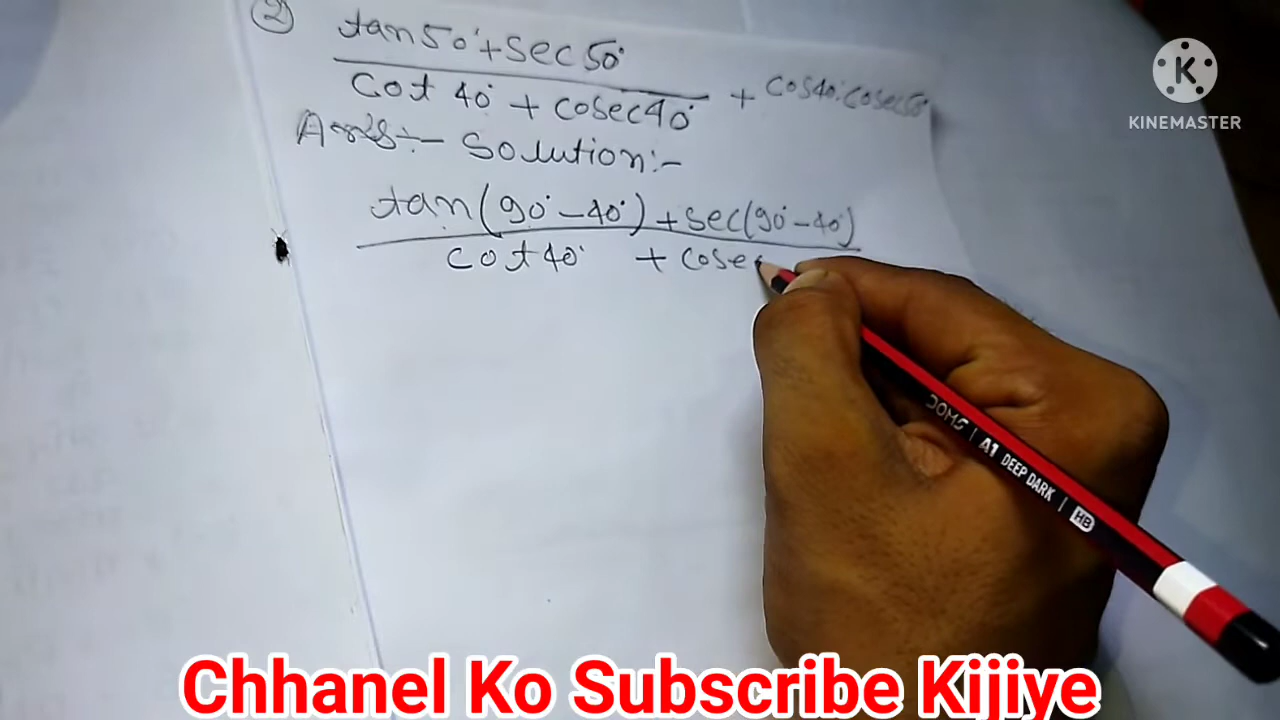 ② tan 50° + sec 50°
cot 40° + cosec 40° + cos 40°. cosec 50°
Ans :- Solution :-
tan (90° - 40°) + sec (90° - 40°)
cot 40° + cose
KINEMASTER
DOMS | A1 DEEP DARK | HB
Chhanel Ko Subscribe Kijiye